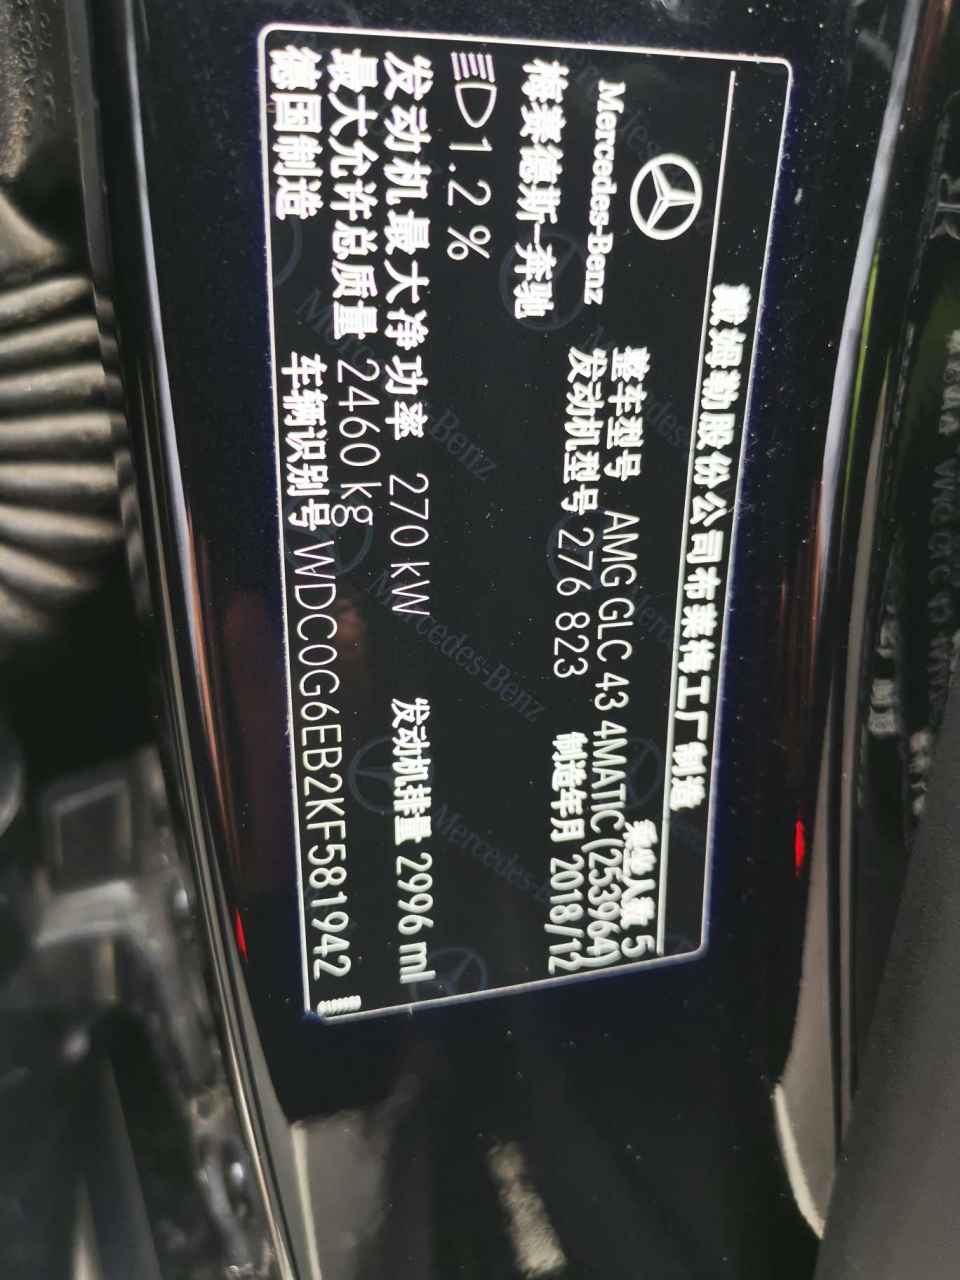 戴姆勒股份公司布莱梅工厂制造
Mercedes-Benz
梅赛德斯-奔驰
乘坐人数 5
整车型号 AMG GLC 43 4MATIC (253964)
发动机型号 276 823
制造年月 2018/12
1.2 %
发动机最大净功率 270 kW
发动机排量 2996 ml
最大允许总质量 2460 kg
德国制造
车辆识别号 WDC0G6EB2KF581942